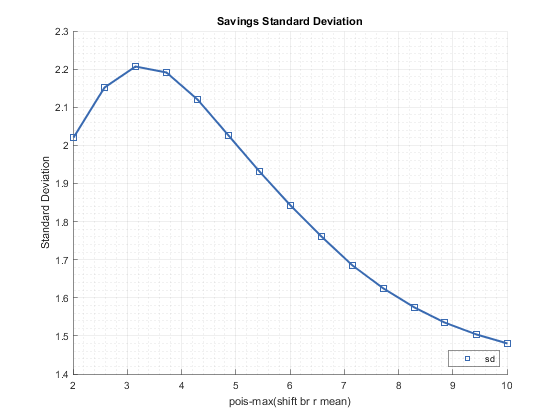 Savings Standard Deviation
Standard Deviation
2.3
2.2
2.1
2
1.9
1.8
1.7
1.6
1.5
1.4
2 3 4 5 6 7 8 9 10
pois-max(shift br r mean)
sd